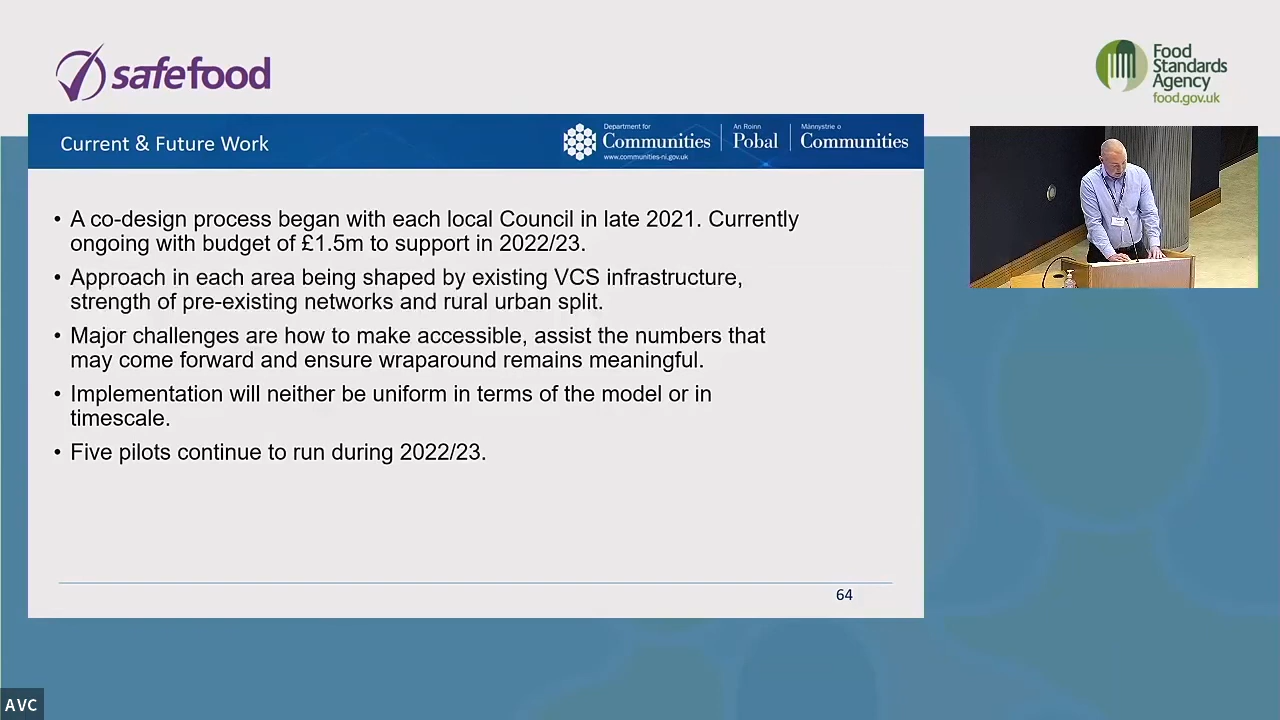 safefood
Food
Standards
Agency
food.gov.uk
Current & Future Work
Department for
Communities
www.communities-ni.gov.uk
An Roinn
Pobal
Männystrie o
Communities
• A co-design process began with each local Council in late 2021. Currently
ongoing with budget of £1.5m to support in 2022/23.
• Approach in each area being shaped by existing VCS infrastructure,
strength of pre-existing networks and rural urban split.
• Major challenges are how to make accessible, assist the numbers that
may come forward and ensure wraparound remains meaningful.
• Implementation will neither be uniform in terms of the model or in
timescale.
• Five pilots continue to run during 2022/23.
64
AVC